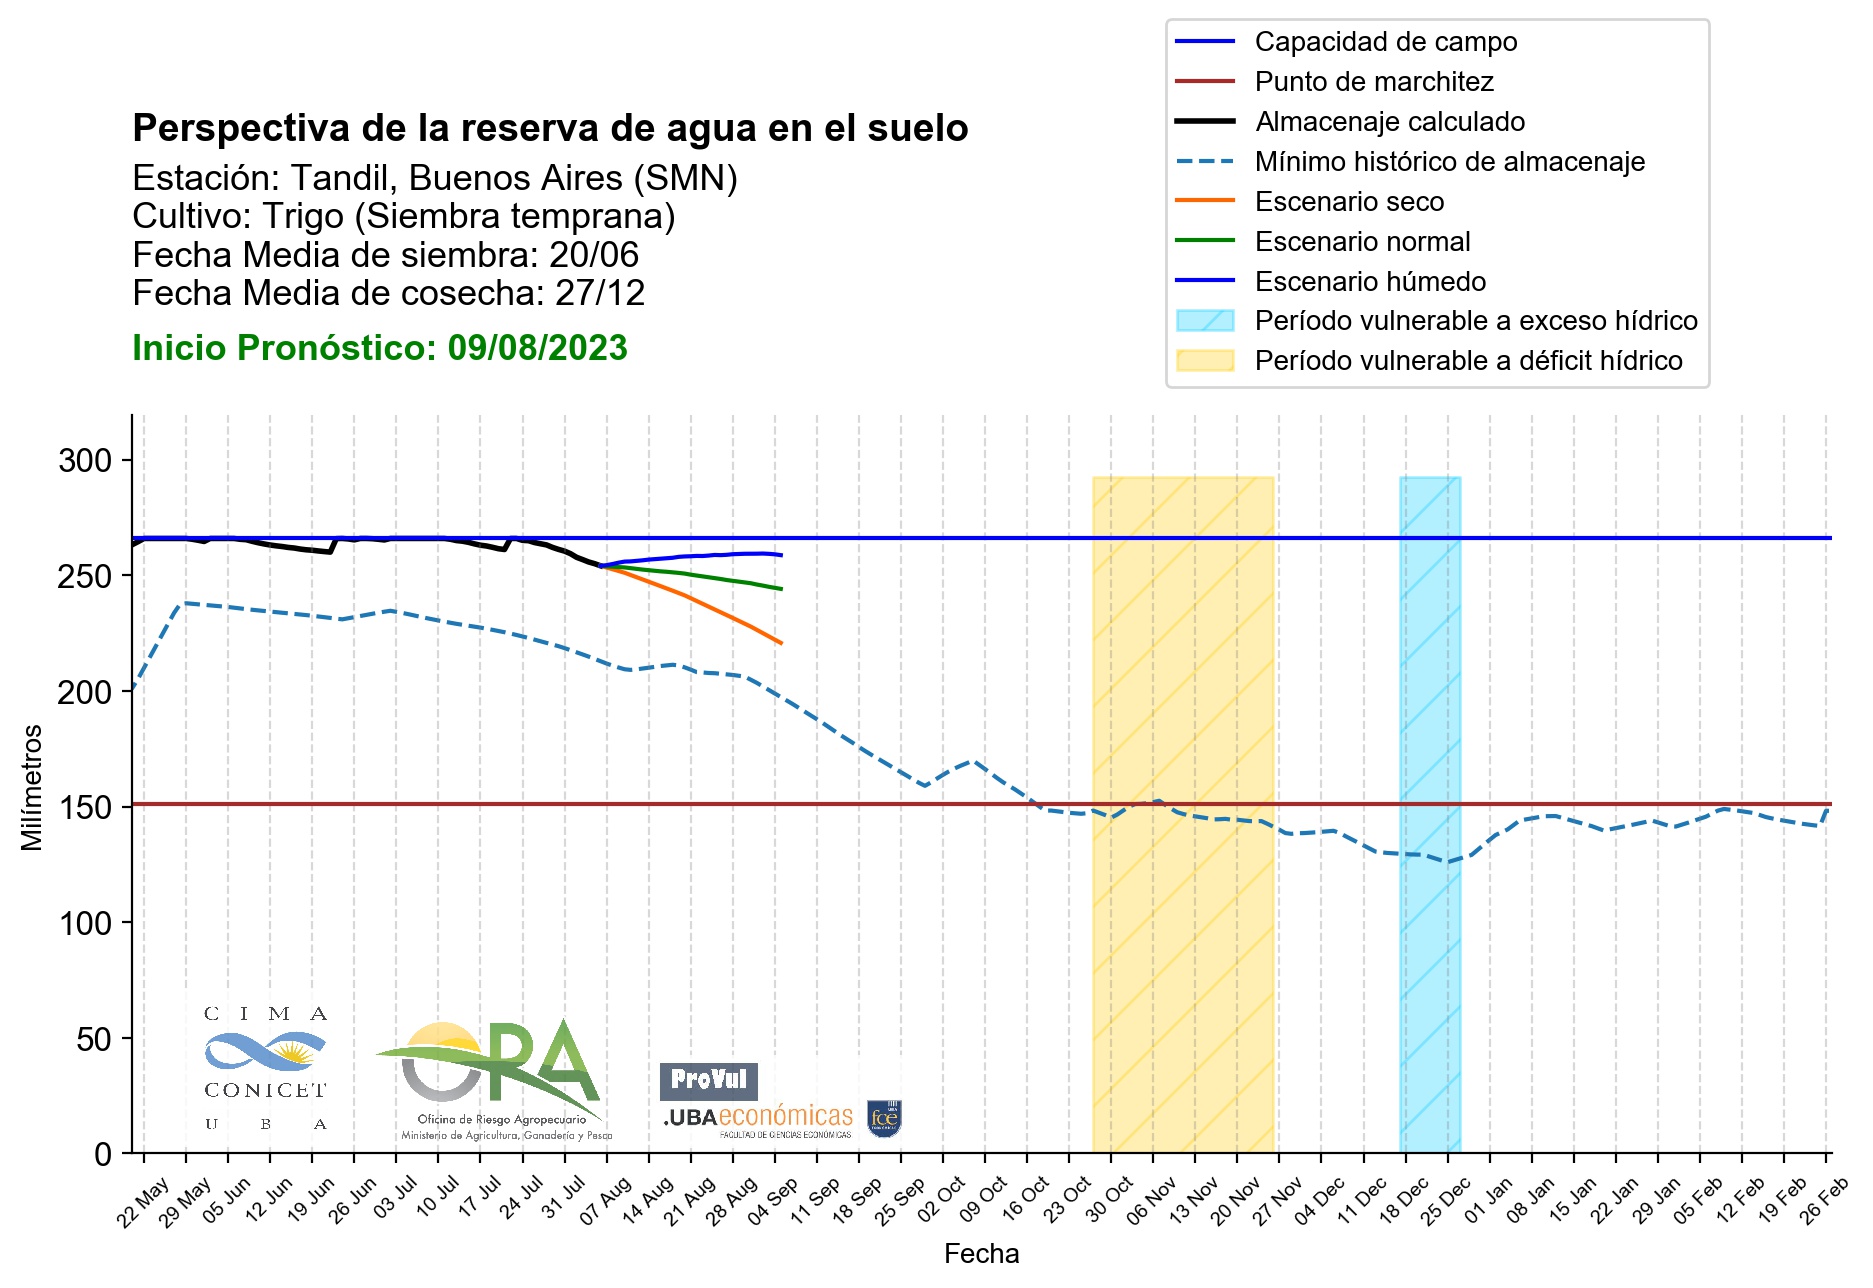 Capacidad de campo
Punto de marchitez
Almacenaje calculado
Mínimo histórico de almacenaje
Escenario seco
Escenario normal
Escenario húmedo
Período vulnerable a exceso hídrico
Período vulnerable a déficit hídrico
Perspectiva de la reserva de agua en el suelo
Estación: Tandil, Buenos Aires (SMN)
Cultivo: Trigo (Siembra temprana)
Fecha Media de siembra: 20/06
Fecha Media de cosecha: 27/12
Inicio Pronóstico: 09/08/2023
300
250
200
150
100
50
0
Milímetros
CIMA
CONICET
UBA
ORA
Oficina de Riesgo Agropecuario
Ministerio de Agricultura, Ganadería y Pesca
ProVul
.UBAeconómicas
FACULTAD DE CIENCIAS ECONÓMICAS
fce
22 May
29 May
05 Jun
12 Jun
19 Jun
26 Jun
03 Jul
10 Jul
17 Jul
24 Jul
31 Jul
07 Aug
14 Aug
21 Aug
28 Aug
04 Sep
11 Sep
18 Sep
25 Sep
02 Oct
09 Oct
16 Oct
23 Oct
30 Oct
06 Nov
13 Nov
20 Nov
27 Nov
04 Dec
11 Dec
18 Dec
25 Dec
01 Jan
08 Jan
15 Jan
22 Jan
29 Jan
05 Feb
12 Feb
19 Feb
26 Feb
Fecha